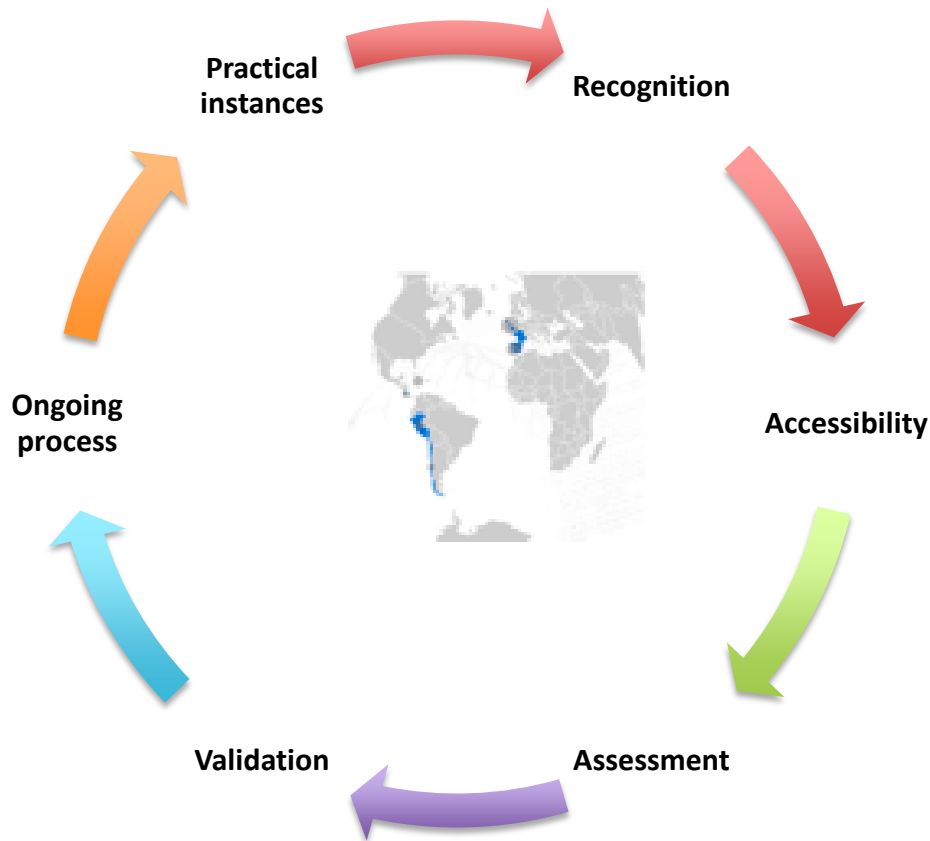 Practical
instances
Recognition
Accessibility
Assessment
Validation
Ongoing
process